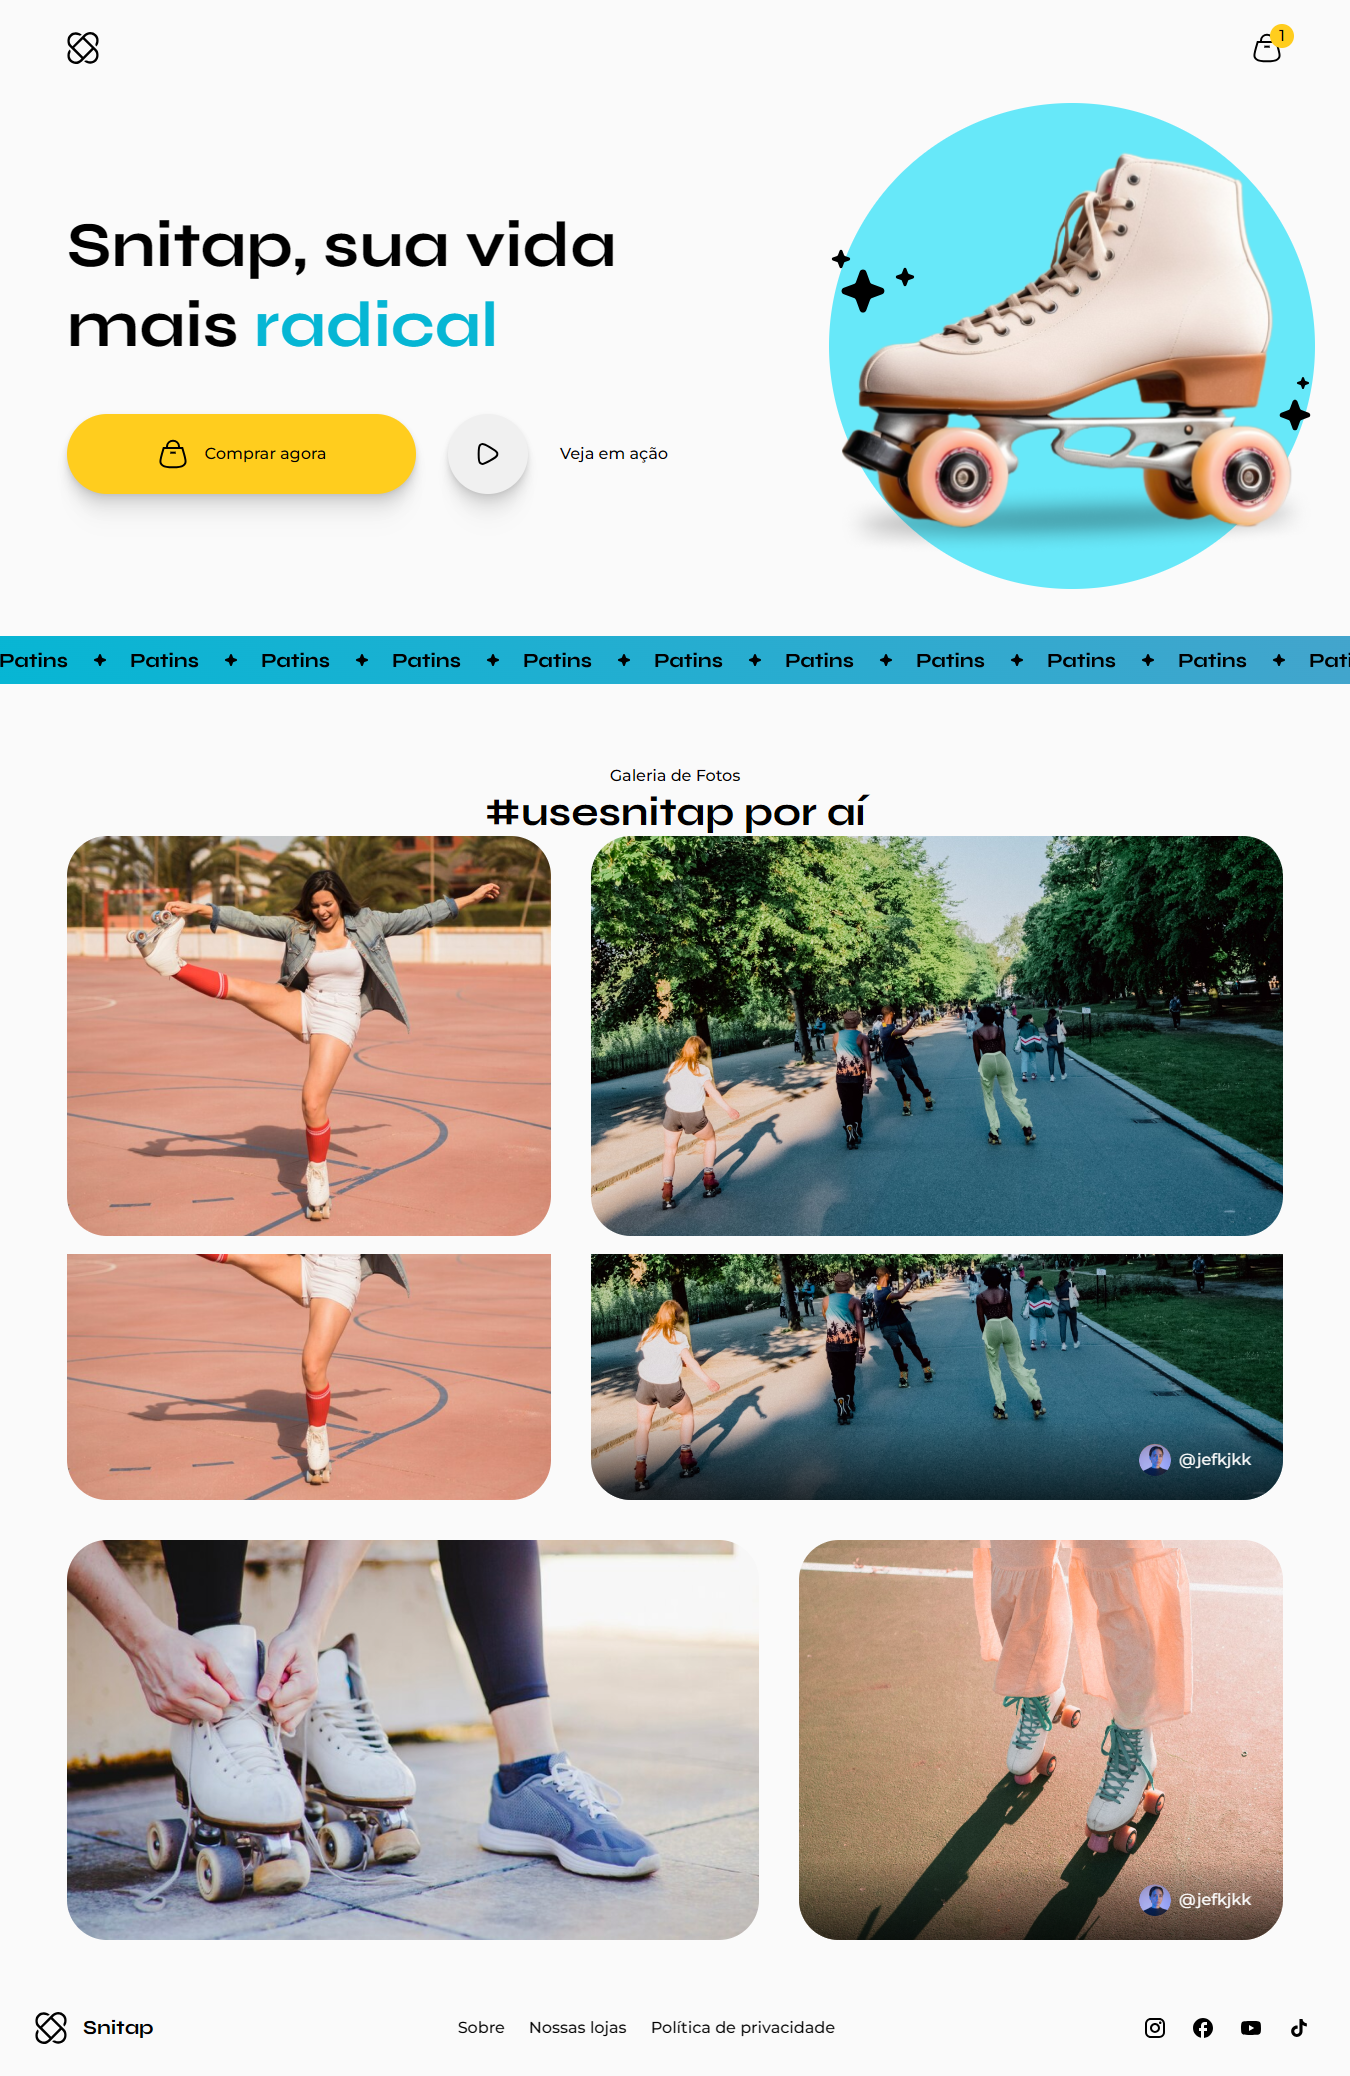 1
Snitap, sua vida
mais radical
Comprar agora
Veja em ação
Patins Patins Patins Patins Patins Patins Patins Patins Patins Patins Pati
Galeria de Fotos
#usesnitap por aí
@jefkjkk
@jefkjkk
Snitap
Sobre Nossas lojas Política de privacidade